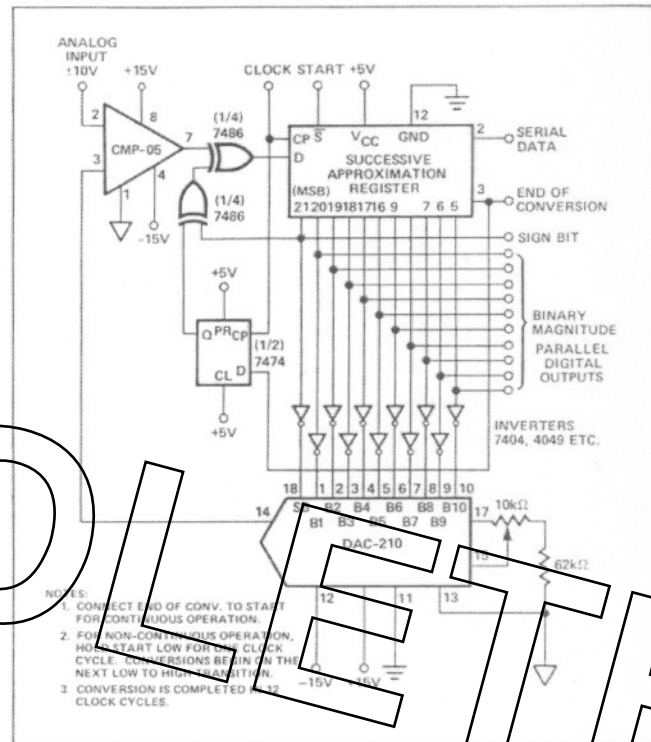 ANALOG
INPUT
±10V
+15V
CLOCK START +5V
2
8
(1/4)
7486
12
CMP-05
7
CP S̅ VCC GND
D
2
SERIAL
DATA
SUCCESSIVE
APPROXIMATION
REGISTER
3
4
1
(1/4)
7486
(MSB)
21 20 19 18 17 16 9 7 6 5
3
END OF
CONVERSION
-15V
SIGN BIT
+5V
BINARY
MAGNITUDE
Q PR CP
(1/2)
7474
CL D
PARALLEL
DIGITAL
OUTPUTS
+5V
INVERTERS
7404, 4049 ETC.
18 1 2 3 4 5 6 7 8 9 10
SB B2 B4 B6 B8 B10
B1 B3 B5 B7 B9
14
17
10kΩ
DAC-210
62kΩ
12
11
13
-15V
NOTES:
1. CONNECT END OF CONV. TO START
FOR CONTINUOUS OPERATION.
2. FOR NON-CONTINUOUS OPERATION,
HOLD START LOW FOR ONE CLOCK
CYCLE. CONVERSIONS BEGIN ON THE
NEXT LOW TO HIGH TRANSITION.
3. CONVERSION IS COMPLETED IN 12
CLOCK CYCLES.